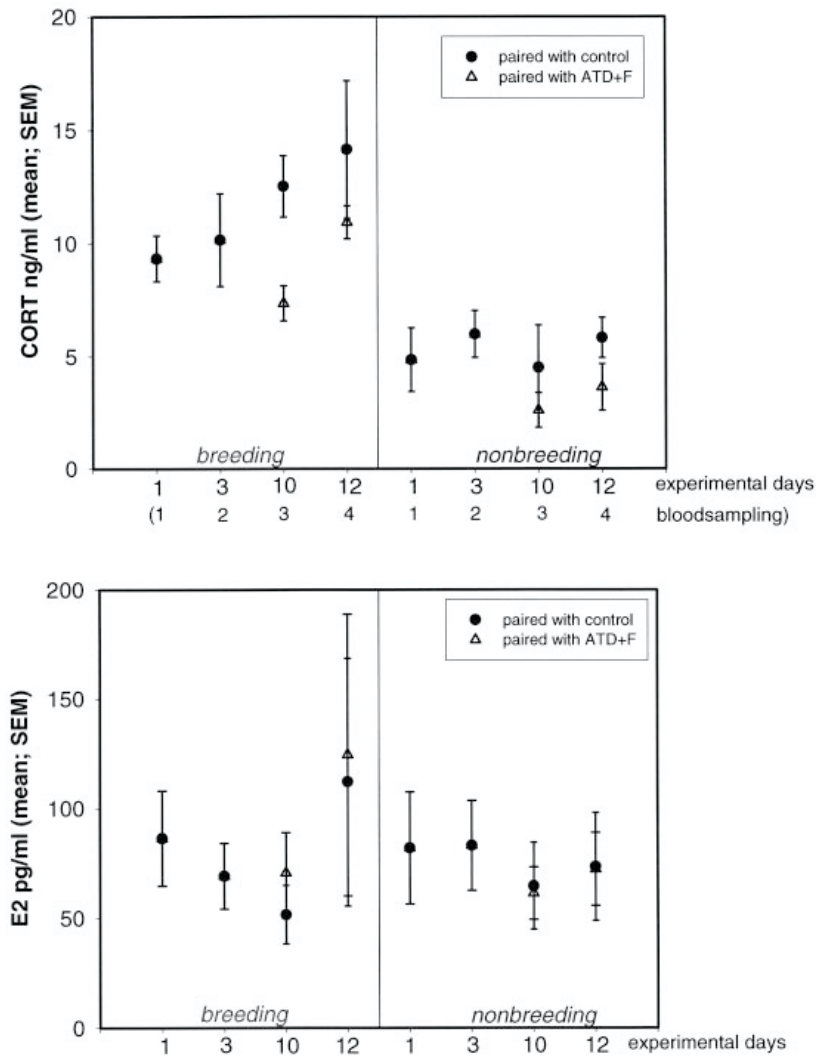 CORT ng/ml (mean; SEM)
20
15
10
5
0
paired with control
paired with ATD+F
breeding
nonbreeding
1 3 10 12 1 3 10 12 experimental days
(1 2 3 4 1 2 3 4 bloodsampling)
E2 pg/ml (mean; SEM)
200
150
100
50
0
paired with control
paired with ATD+F
breeding
nonbreeding
1 3 10 12 1 3 10 12 experimental days